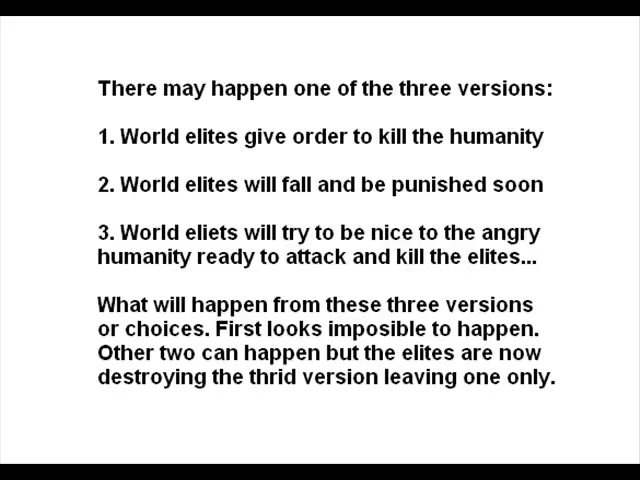 There may happen one of the three versions:
1. World elites give order to kill the humanity
2. World elites will fall and be punished soon
3. World eliets will try to be nice to the angry
humanity ready to attack and kill the elites...
What will happen from these three versions
or choices. First looks imposible to happen.
Other two can happen but the elites are now
destroying the thrid version leaving one only.